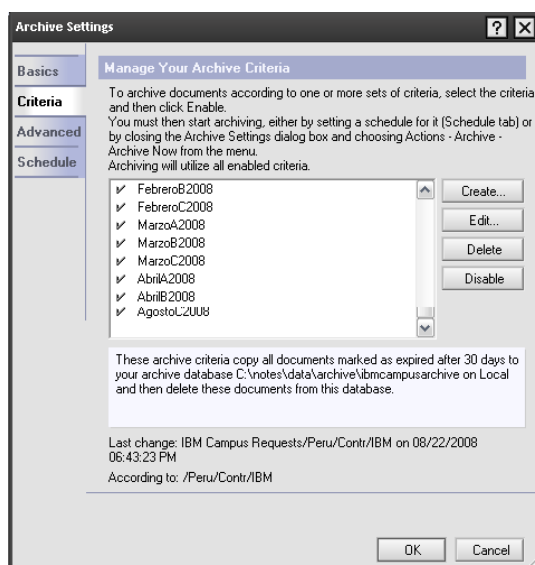 Archive Settings
Basics
Criteria
Advanced
Schedule
Manage Your Archive Criteria
To archive documents according to one or more sets of criteria, select the criteria
and then click Enable.
You must then start archiving, either by setting a schedule for it (Schedule tab) or
by closing the Archive Settings dialog box and choosing Actions - Archive -
Archive Now from the menu.
Archiving will utilize all enabled criteria.
FebreroB2008
FebreroC2008
MarzoA2008
MarzoB2008
MarzoC2008
AbrilA2008
AbrilB2008
AgostoC2008
Create...
Edit...
Delete
Disable
These archive criteria copy all documents marked as expired after 30 days to
your archive database C:\notes\data\archive\ibmcampusarchive on Local
and then delete these documents from this database.
Last change: IBM Campus Requests/Peru/Contr/IBM on 08/22/2008
06:43:23 PM
According to: /Peru/Contr/IBM
OK
Cancel